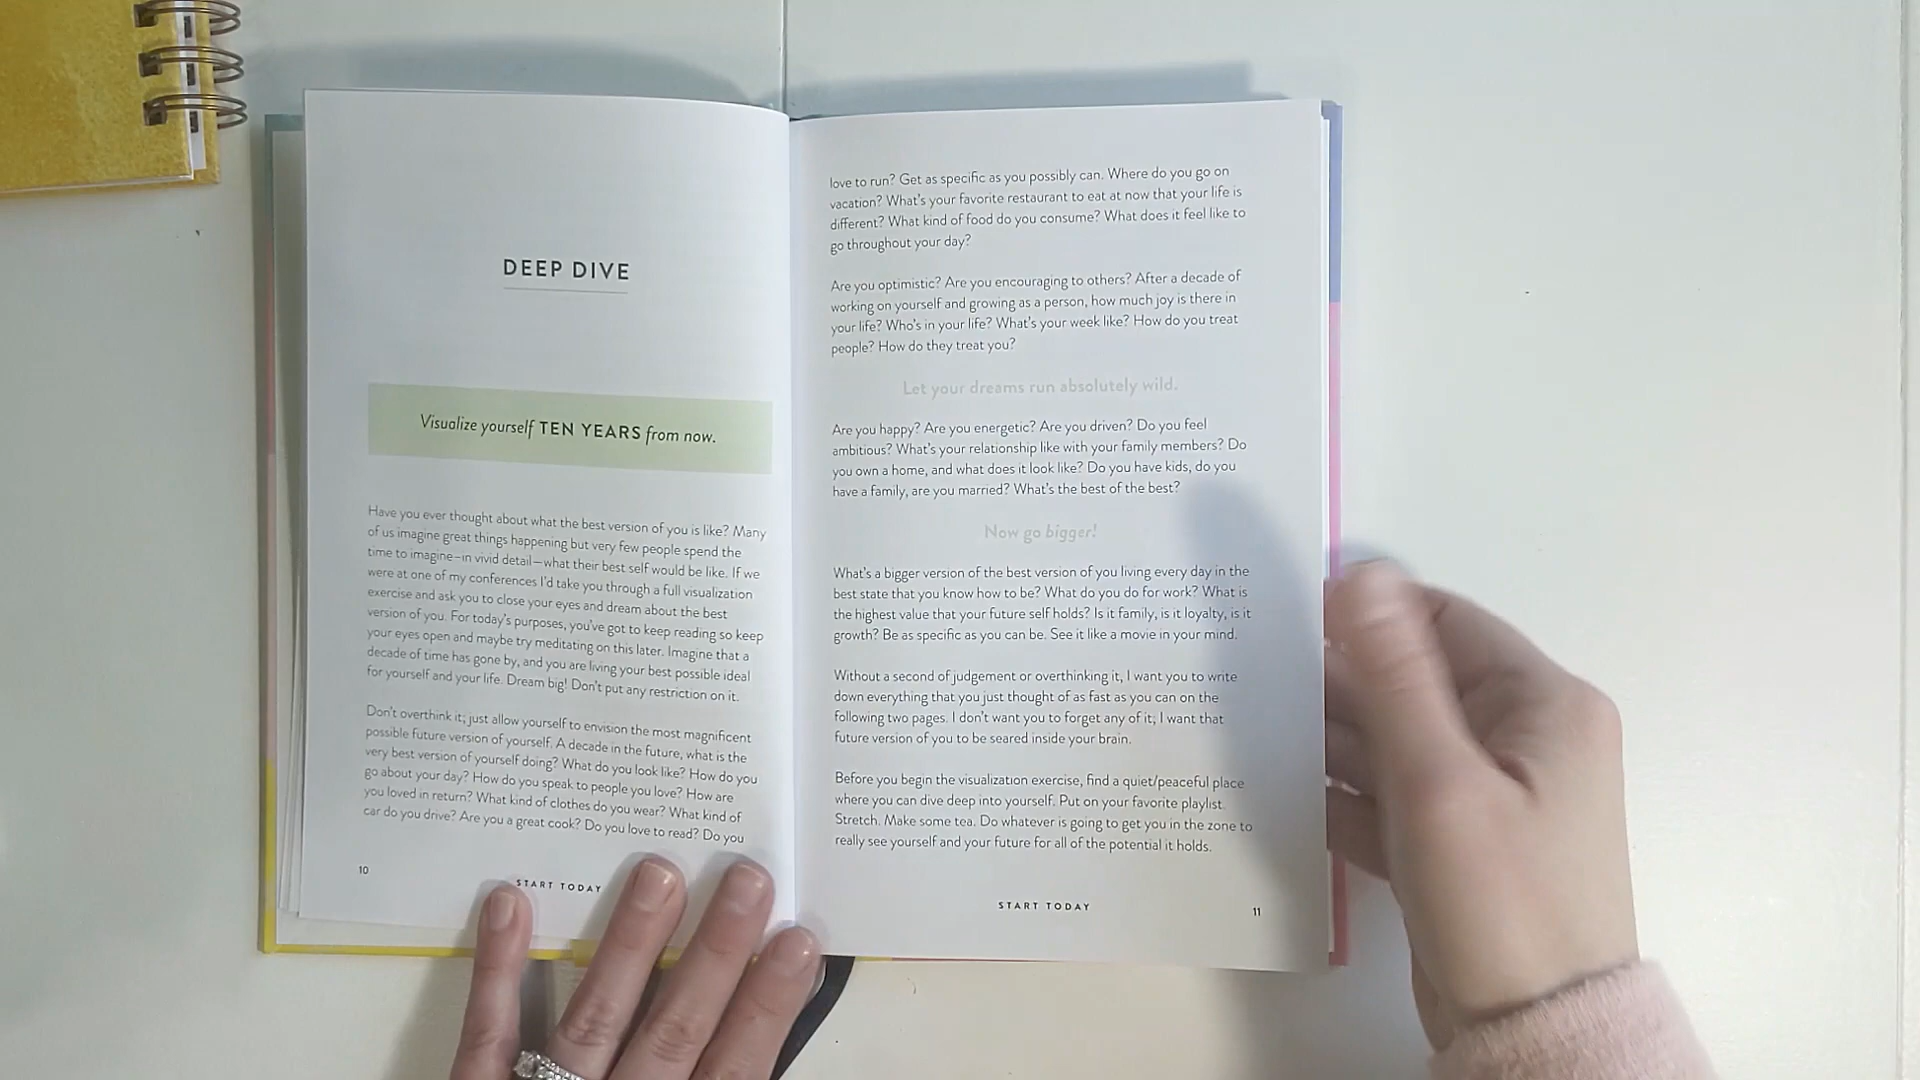 DEEP DIVE
Visualize yourself TEN YEARS from now.
Have you ever thought about what the best version of you is like? Many
of us imagine great things happening but very few people spend the
time to imagine–in vivid detail—what their best self would be like. If we
were at one of my conferences I'd take you through a full visualization
exercise and ask you to close your eyes and dream about the best
version of you. For today's purposes, you've got to keep reading so keep
your eyes open and maybe try meditating on this later. Imagine that a
decade of time has gone by, and you are living your best possible ideal
for yourself and your life. Dream big! Don't put any restriction on it.
Don't overthink it; just allow yourself to envision the most magnificent
possible future version of yourself. A decade in the future, what is the
very best version of yourself doing? What do you look like? How do you
go about your day? How do you speak to people you love? How are
you loved in return? What kind of clothes do you wear? What kind of
car do you drive? Are you a great cook? Do you love to read? Do you
10
START TODAY
love to run? Get as specific as you possibly can. Where do you go on
vacation? What's your favorite restaurant to eat at now that your life is
different? What kind of food do you consume? What does it feel like to
go throughout your day?
Are you optimistic? Are you encouraging to others? After a decade of
working on yourself and growing as a person, how much joy is there in
your life? Who's in your life? What's your week like? How do you treat
people? How do they treat you?
Let your dreams run absolutely wild.
Are you happy? Are you energetic? Are you driven? Do you feel
ambitious? What's your relationship like with your family members? Do
you own a home, and what does it look like? Do you have kids, do you
have a family, are you married? What's the best of the best?
Now go bigger!
What's a bigger version of the best version of you living every day in the
best state that you know how to be? What do you do for work? What is
the highest value that your future self holds? Is it family, is it loyalty, is it
growth? Be as specific as you can be. See it like a movie in your mind.
Without a second of judgement or overthinking it, I want you to write
down everything that you just thought of as fast as you can on the
following two pages. I don't want you to forget any of it; I want that
future version of you to be seared inside your brain.
Before you begin the visualization exercise, find a quiet/peaceful place
where you can dive deep into yourself. Put on your favorite playlist.
Stretch. Make some tea. Do whatever is going to get you in the zone to
really see yourself and your future for all of the potential it holds.
START TODAY
11